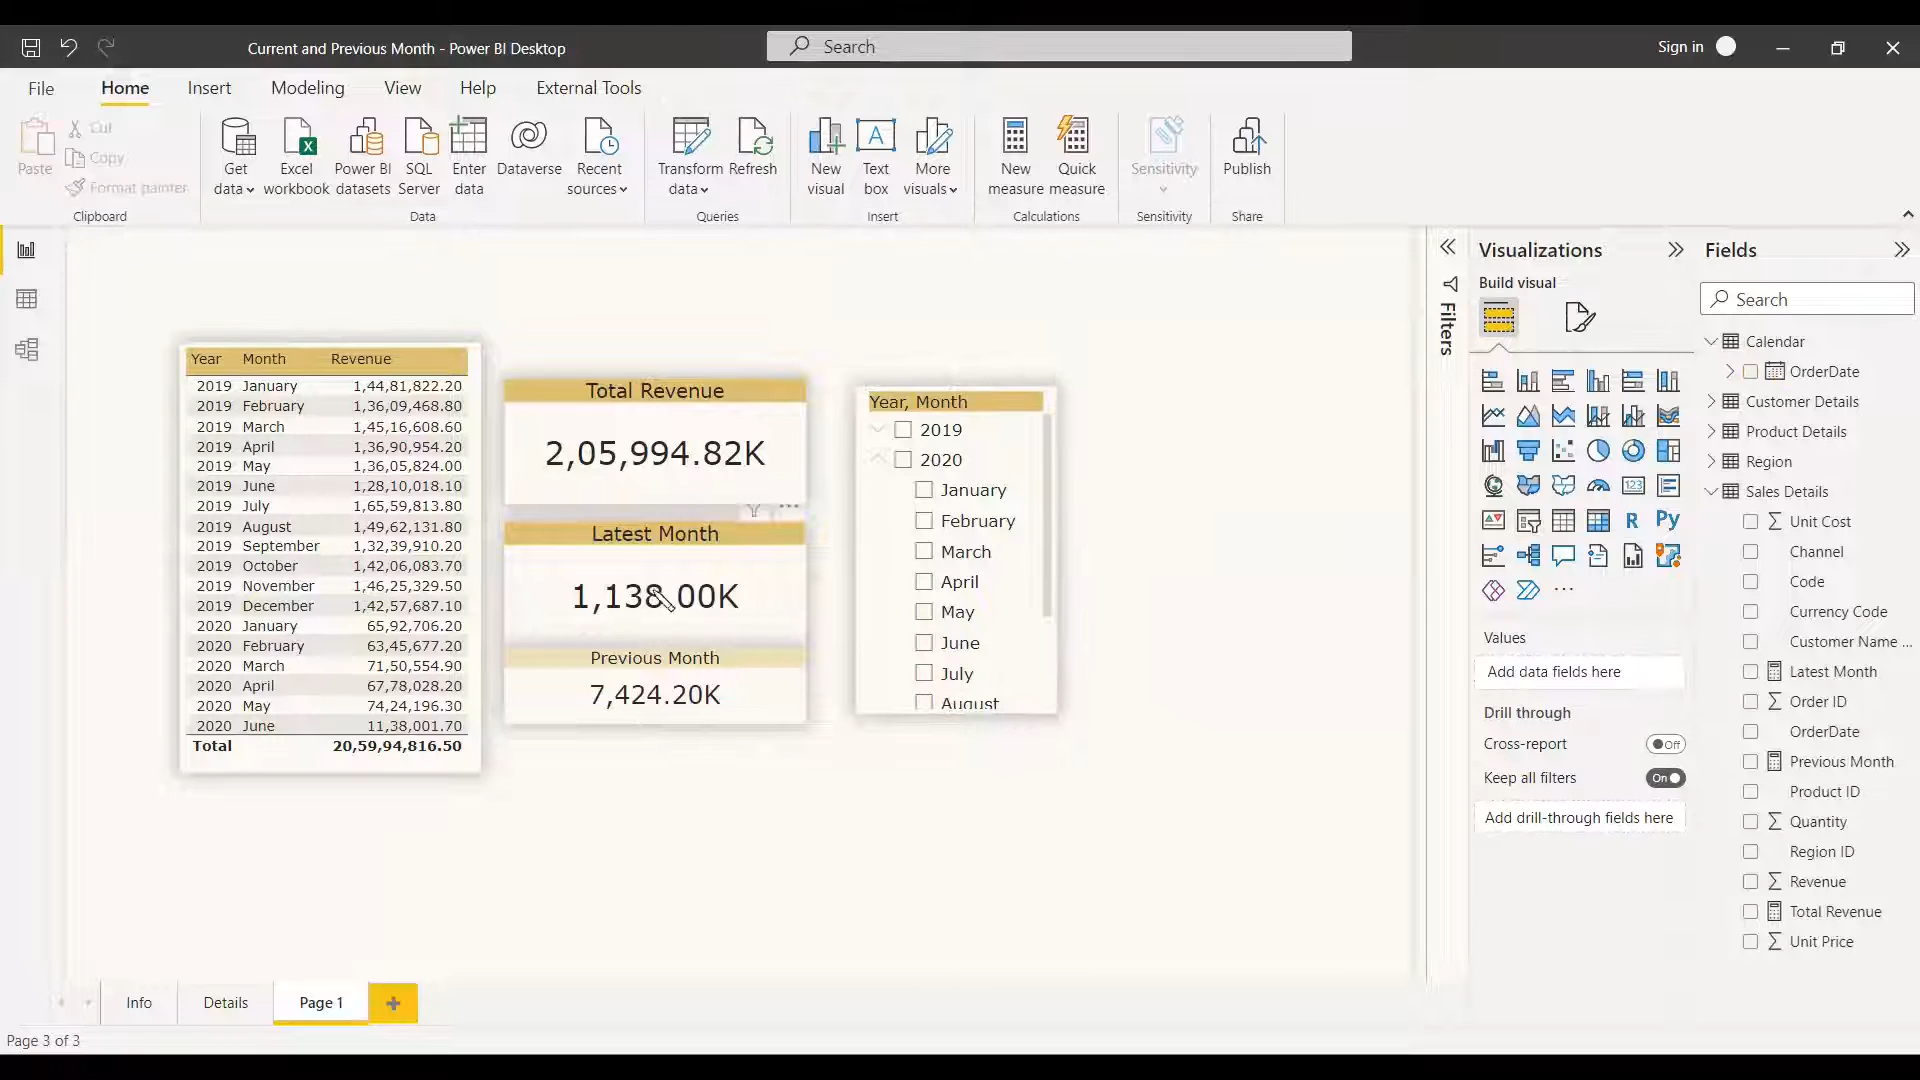 Current and Previous Month - Power BI Desktop
Search
Sign in
File
Home
Insert
Modeling
View
Help
External Tools
Paste
Cut
Copy
Format painter
Clipboard
Get data
Excel workbook
Power BI datasets
SQL Server
Enter data
Dataverse
Recent sources
Data
Transform data
Refresh
Queries
New visual
A
Text box
More visuals
Insert
New measure
Quick measure
Calculations
Sensitivity
Sensitivity
Publish
Share
Year Month Revenue
2019 January 1,44,81,822.20
2019 February 1,36,09,468.80
2019 March 1,45,16,608.60
2019 April 1,36,90,954.20
2019 May 1,36,05,824.00
2019 June 1,28,10,018.10
2019 July 1,65,59,813.80
2019 August 1,49,62,131.80
2019 September 1,32,39,910.20
2019 October 1,42,06,083.70
2019 November 1,46,25,329.50
2019 December 1,42,57,687.10
2020 January 65,92,706.20
2020 February 63,45,677.20
2020 March 71,50,554.90
2020 April 67,78,028.20
2020 May 74,24,196.30
2020 June 11,38,001.70
Total 20,59,94,816.50
Total Revenue
2,05,994.82K
Latest Month
1,138.00K
Previous Month
7,424.20K
Year, Month
2019
2020
January
February
March
April
May
June
July
August
Filters
Visualizations
Build visual
123
R
Py
Values
Add data fields here
Drill through
Cross-report
Off
Keep all filters
On
Add drill-through fields here
Fields
Search
Calendar
OrderDate
Customer Details
Product Details
Region
Sales Details
Unit Cost
Channel
Code
Currency Code
Customer Name ...
Latest Month
Order ID
OrderDate
Previous Month
Product ID
Quantity
Region ID
Revenue
Total Revenue
Unit Price
Info
Details
Page 1
Page 3 of 3